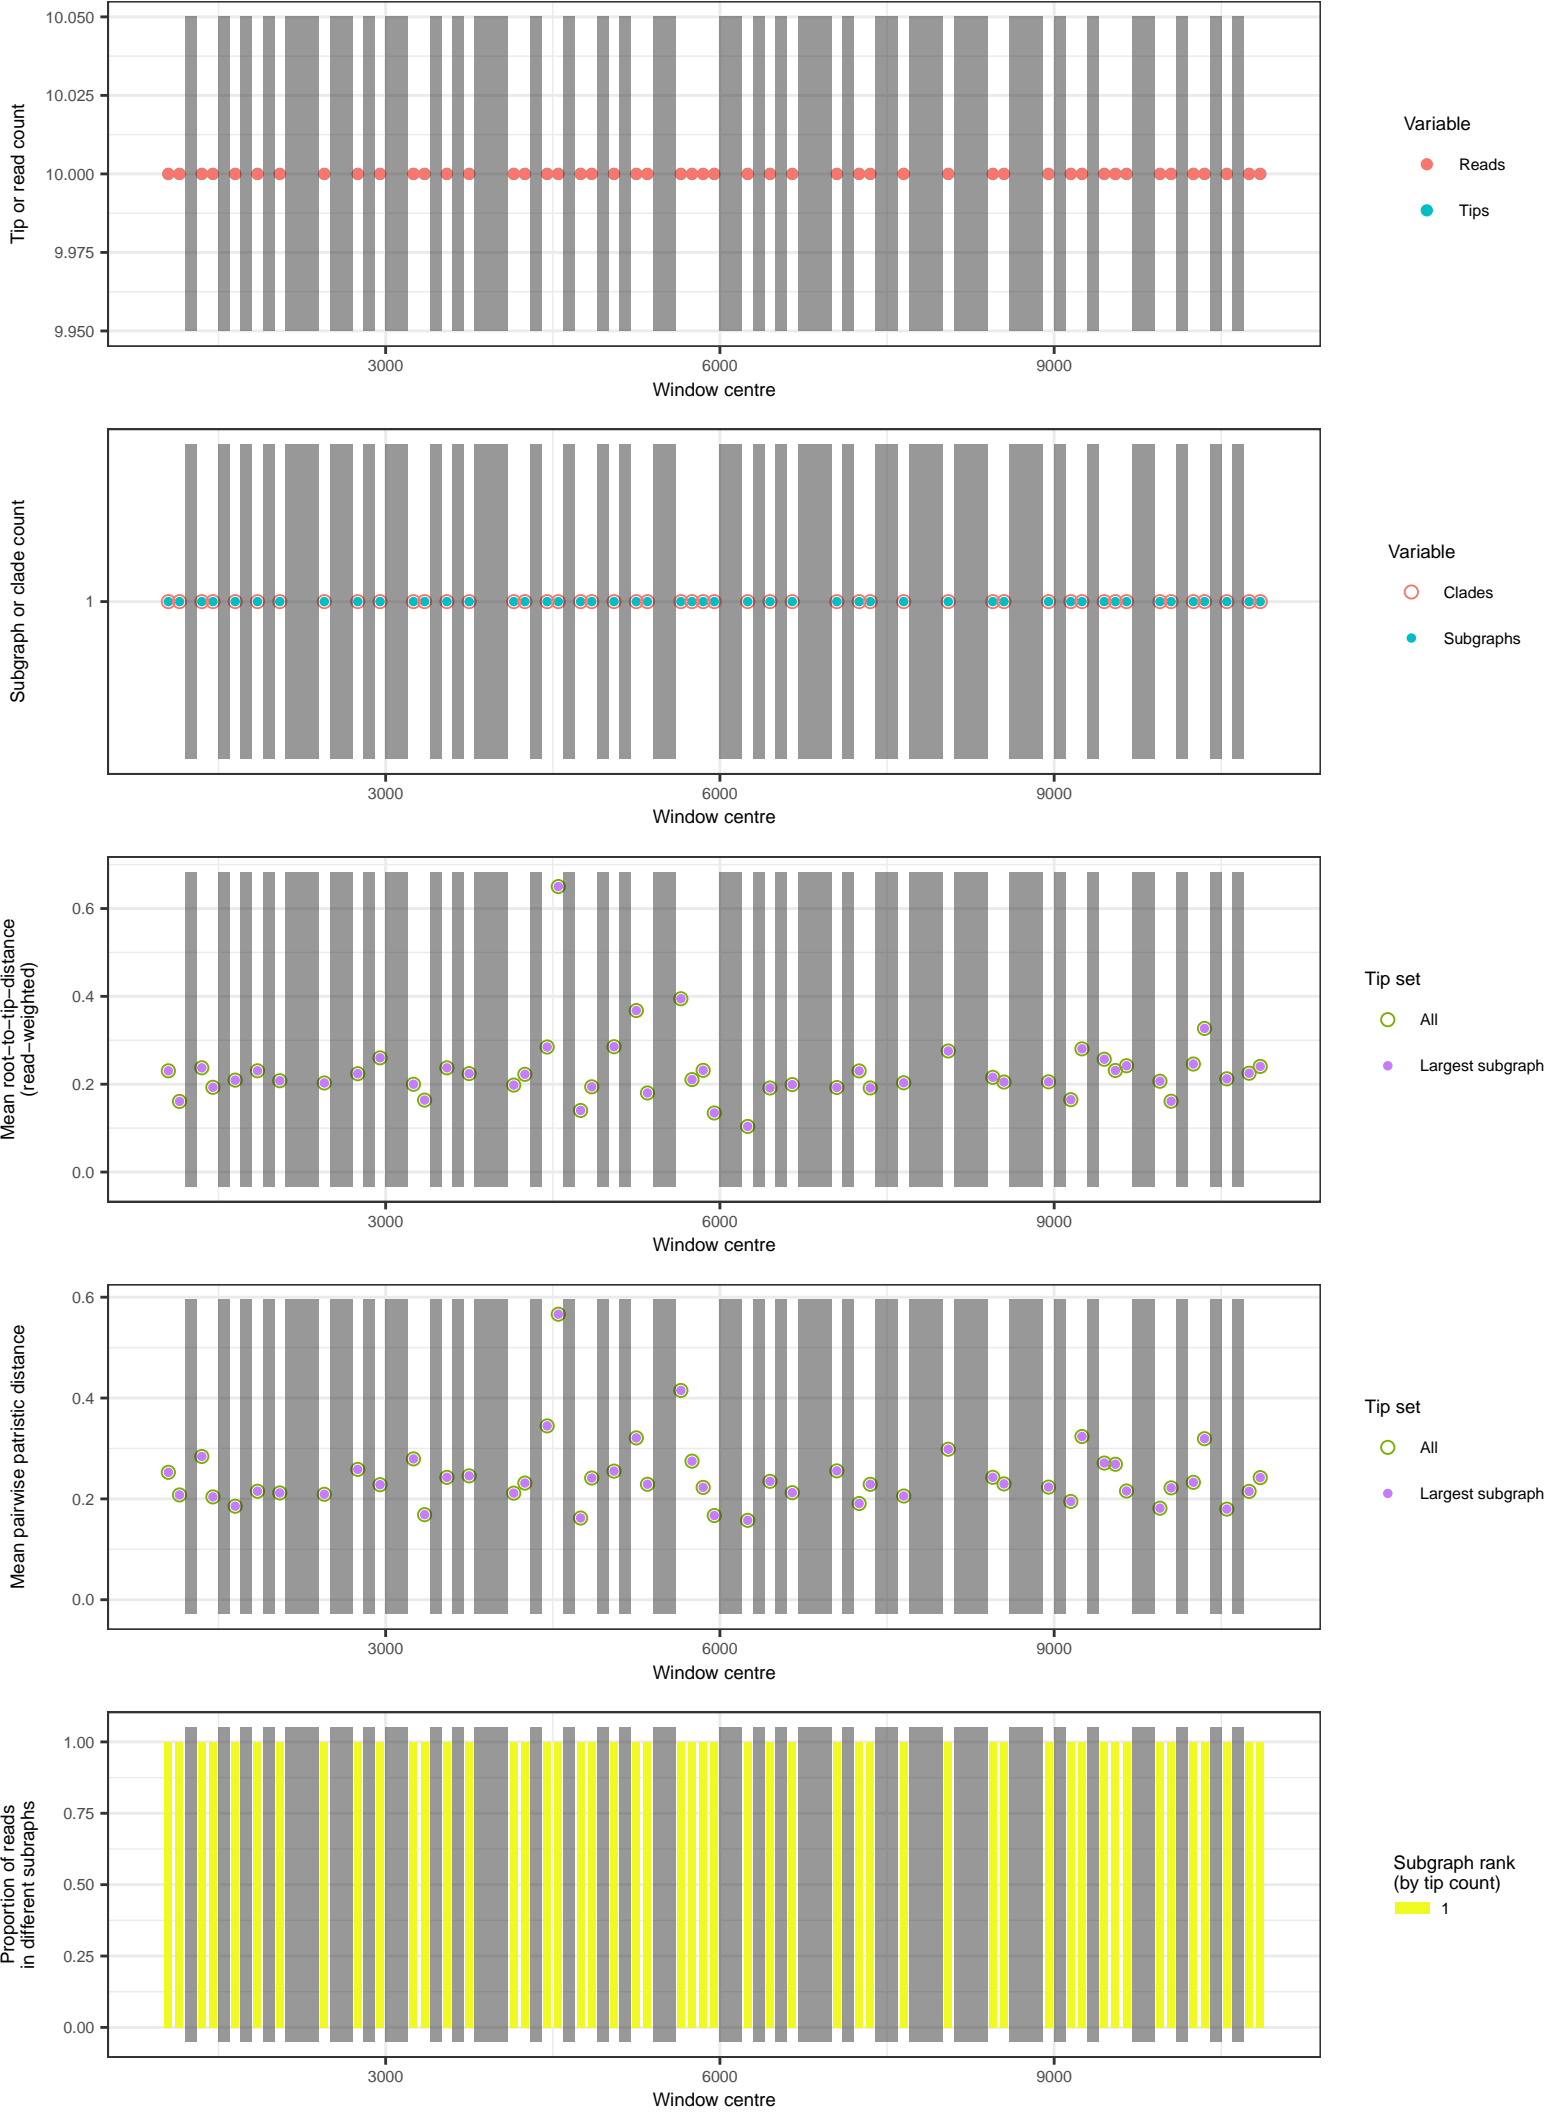 10.050
10.025
10.000
9.975
9.950
Tip or read count
3000
6000
9000
Window centre
Variable
Reads
Tips
1
Subgraph or clade count
3000
6000
9000
Window centre
Variable
Clades
Subgraphs
0.6
0.4
0.2
0.0
Mean root−to−tip−distance
(read−weighted)
3000
6000
9000
Window centre
Tip set
All
Largest subgraph
0.6
0.4
0.2
0.0
Mean pairwise patristic distance
3000
6000
9000
Window centre
Tip set
All
Largest subgraph
1.00
0.75
0.50
0.25
0.00
Proportion of reads
in different subraphs
3000
6000
9000
Window centre
Subgraph rank
(by tip count)
1